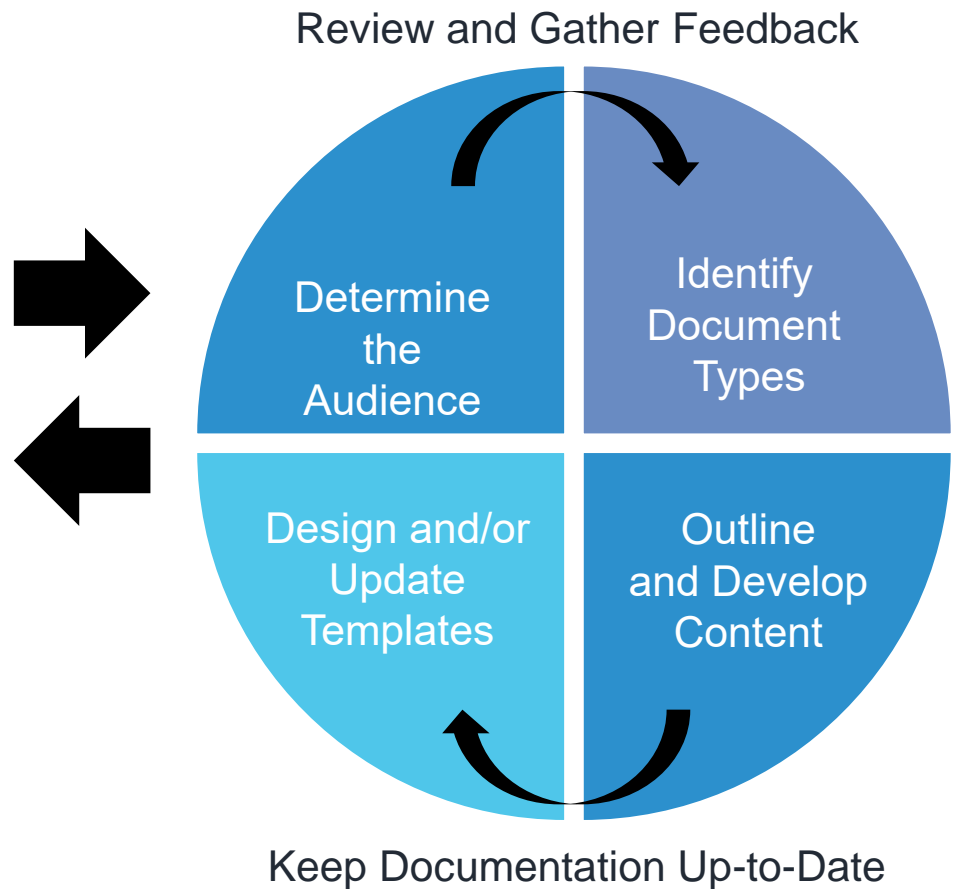 Review and Gather Feedback
Determine
the
Audience
Identify
Document
Types
Design and/or
Update
Templates
Outline
and Develop
Content
Keep Documentation Up-to-Date